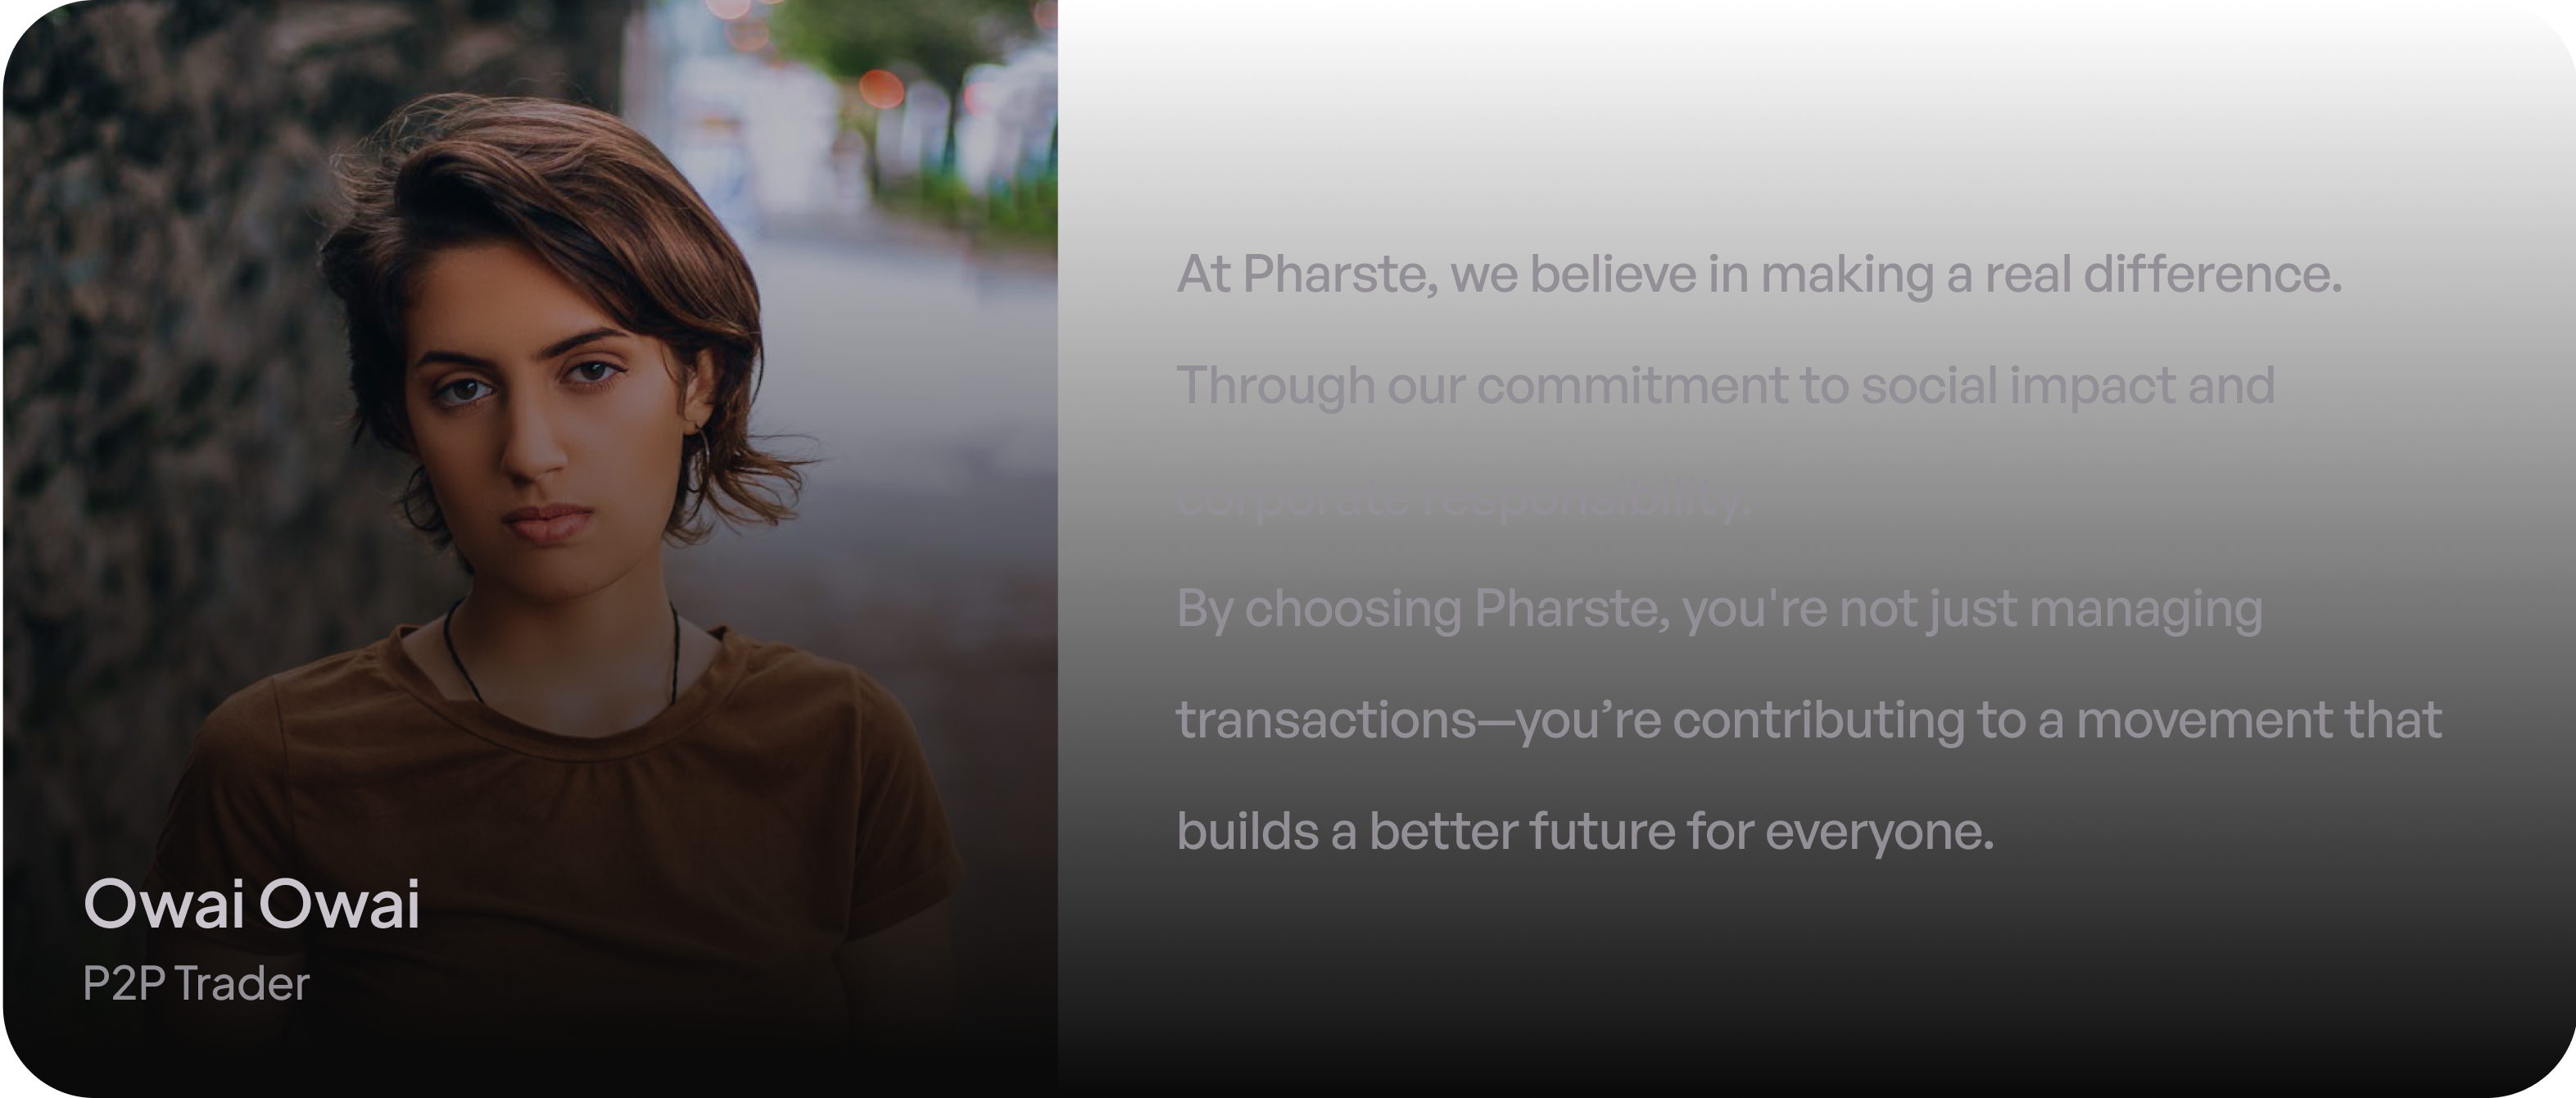 At Pharste, we believe in making a real difference.
Through our commitment to social impact and
corporate responsibility.
By choosing Pharste, you're not just managing
transactions—you’re contributing to a movement that
builds a better future for everyone.
Owai Owai
P2P Trader